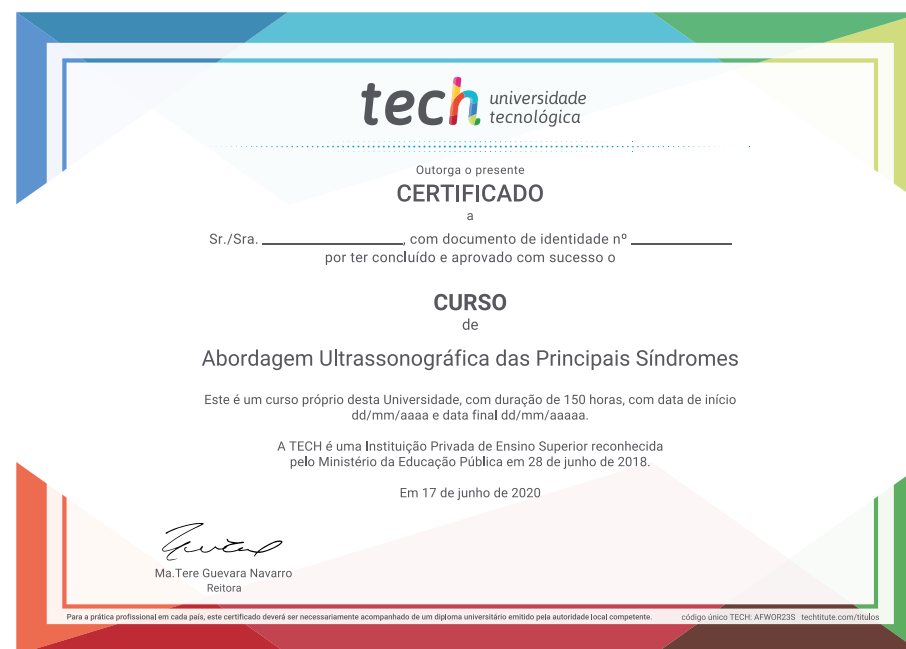 tech universidade
tecnológica
Outorga o presente
CERTIFICADO
a
Sr./Sra. ________________, com documento de identidade nº ____________
por ter concluído e aprovado com sucesso o
CURSO
de
Abordagem Ultrassonográfica das Principais Síndromes
Este é um curso próprio desta Universidade, com duração de 150 horas, com data de início
dd/mm/aaaa e data final dd/mm/aaaaa.
A TECH é uma Instituição Privada de Ensino Superior reconhecida
pelo Ministério da Educação Pública em 28 de junho de 2018.
Em 17 de junho de 2020
Ma.Tere Guevara Navarro
Reitora
Para a prática profissional em cada país, este certificado deverá ser necessariamente acompanhado de um diploma universitário emitido pela autoridade local competente. código único TECH: AFWOR23S techtitute.com/titulos